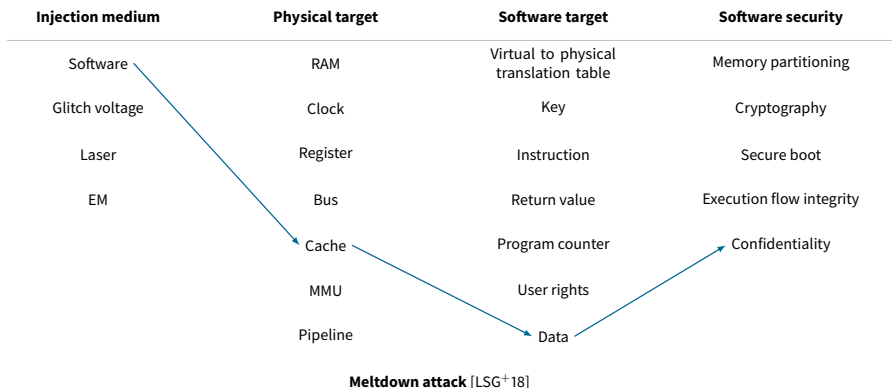 Injection medium Physical target Software target Software security
Software RAM Virtual to physical translation table Memory partitioning
Glitch voltage Clock Key Cryptography
Laser Register Instruction Secure boot
EM Bus Return value Execution flow integrity
Cache Program counter Confidentiality
MMU User rights
Pipeline Data
Meltdown attack [LSG+18]